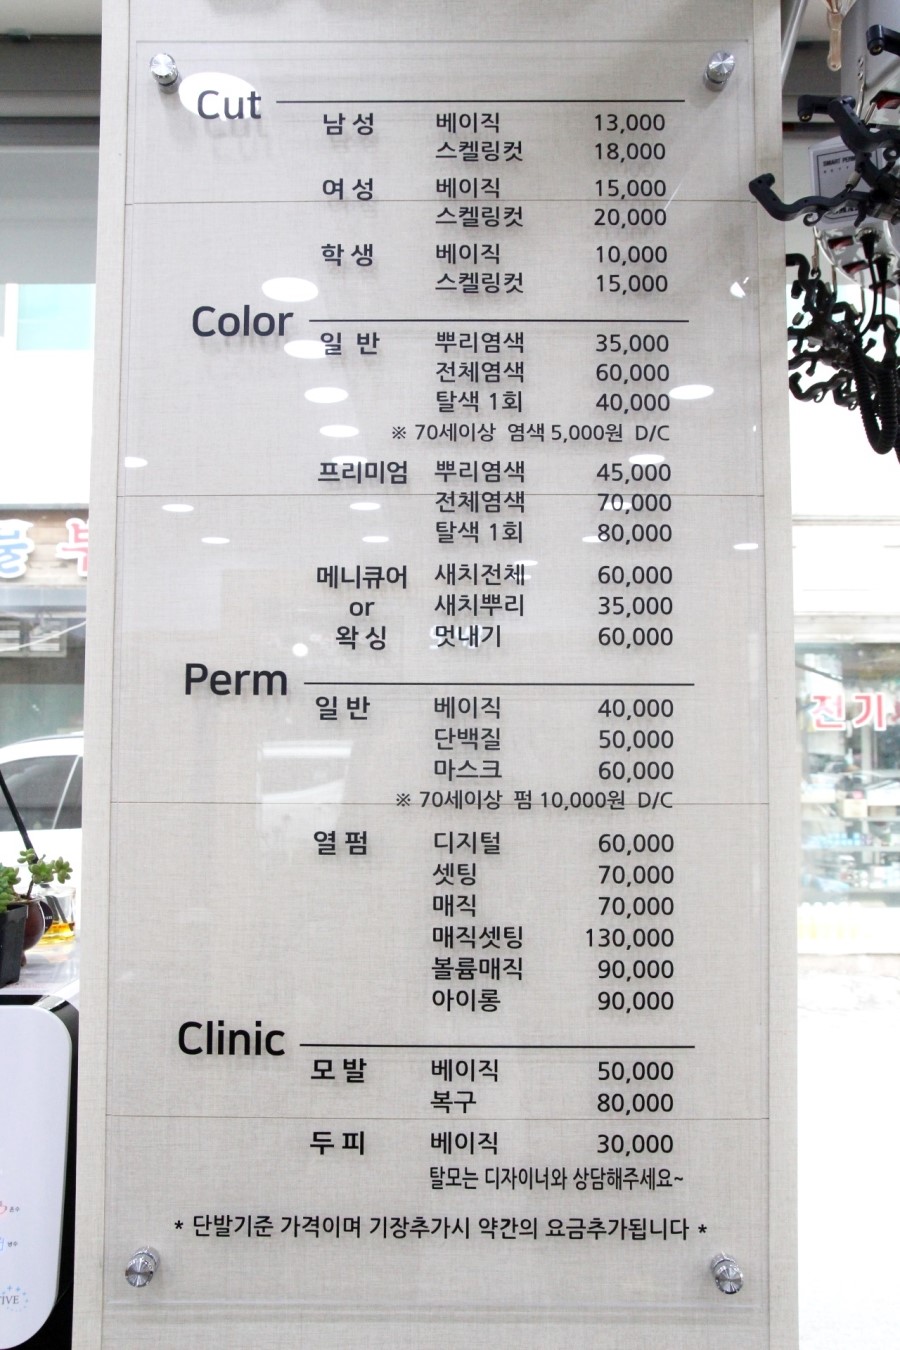 Cut
남성 베이직 13,000
스켈링컷 18,000
여성 베이직 15,000
스켈링컷 20,000
학생 베이직 10,000
스켈링컷 15,000
Color
일반 뿌리염색 35,000
전체염색 60,000
탈색 1회 40,000
※ 70세이상 염색 5,000원 D/C
프리미엄 뿌리염색 45,000
전체염색 70,000
탈색 1회 80,000
메니큐어 새치전체 60,000
or 새치뿌리 35,000
왁싱 멋내기 60,000
Perm
일반 베이직 40,000
단백질 50,000
마스크 60,000
※ 70세이상 펌 10,000원 D/C
열펌 디지털 60,000
셋팅 70,000
매직 70,000
매직셋팅 130,000
볼륨매직 90,000
아이롱 90,000
Clinic
모발 베이직 50,000
복구 80,000
두피 베이직 30,000
탈모는 디자이너와 상담해주세요~
* 단발기준 가격이며 기장추가시 약간의 요금추가됩니다 *
전기